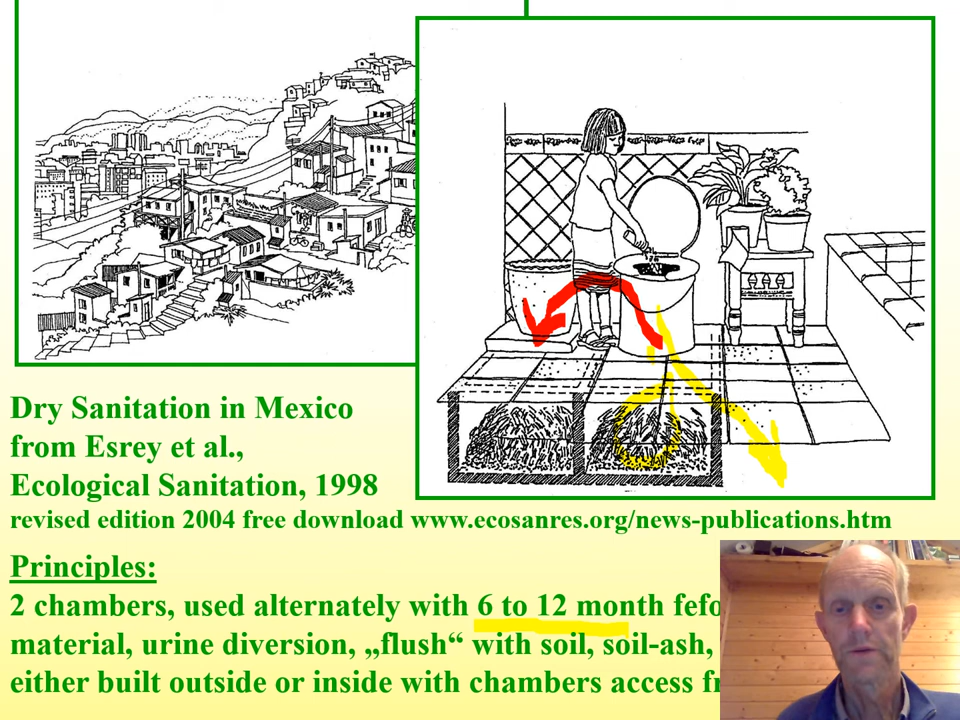 Dry Sanitation in Mexico
from Esrey et al.,
Ecological Sanitation, 1998
revised edition 2004 free download www.ecosanres.org/news-publications.htm
Principles:
2 chambers, used alternately with 6 to 12 month
material, urine diversion, „flush“ with soil, soil-ash,
either built outside or inside with chambers access